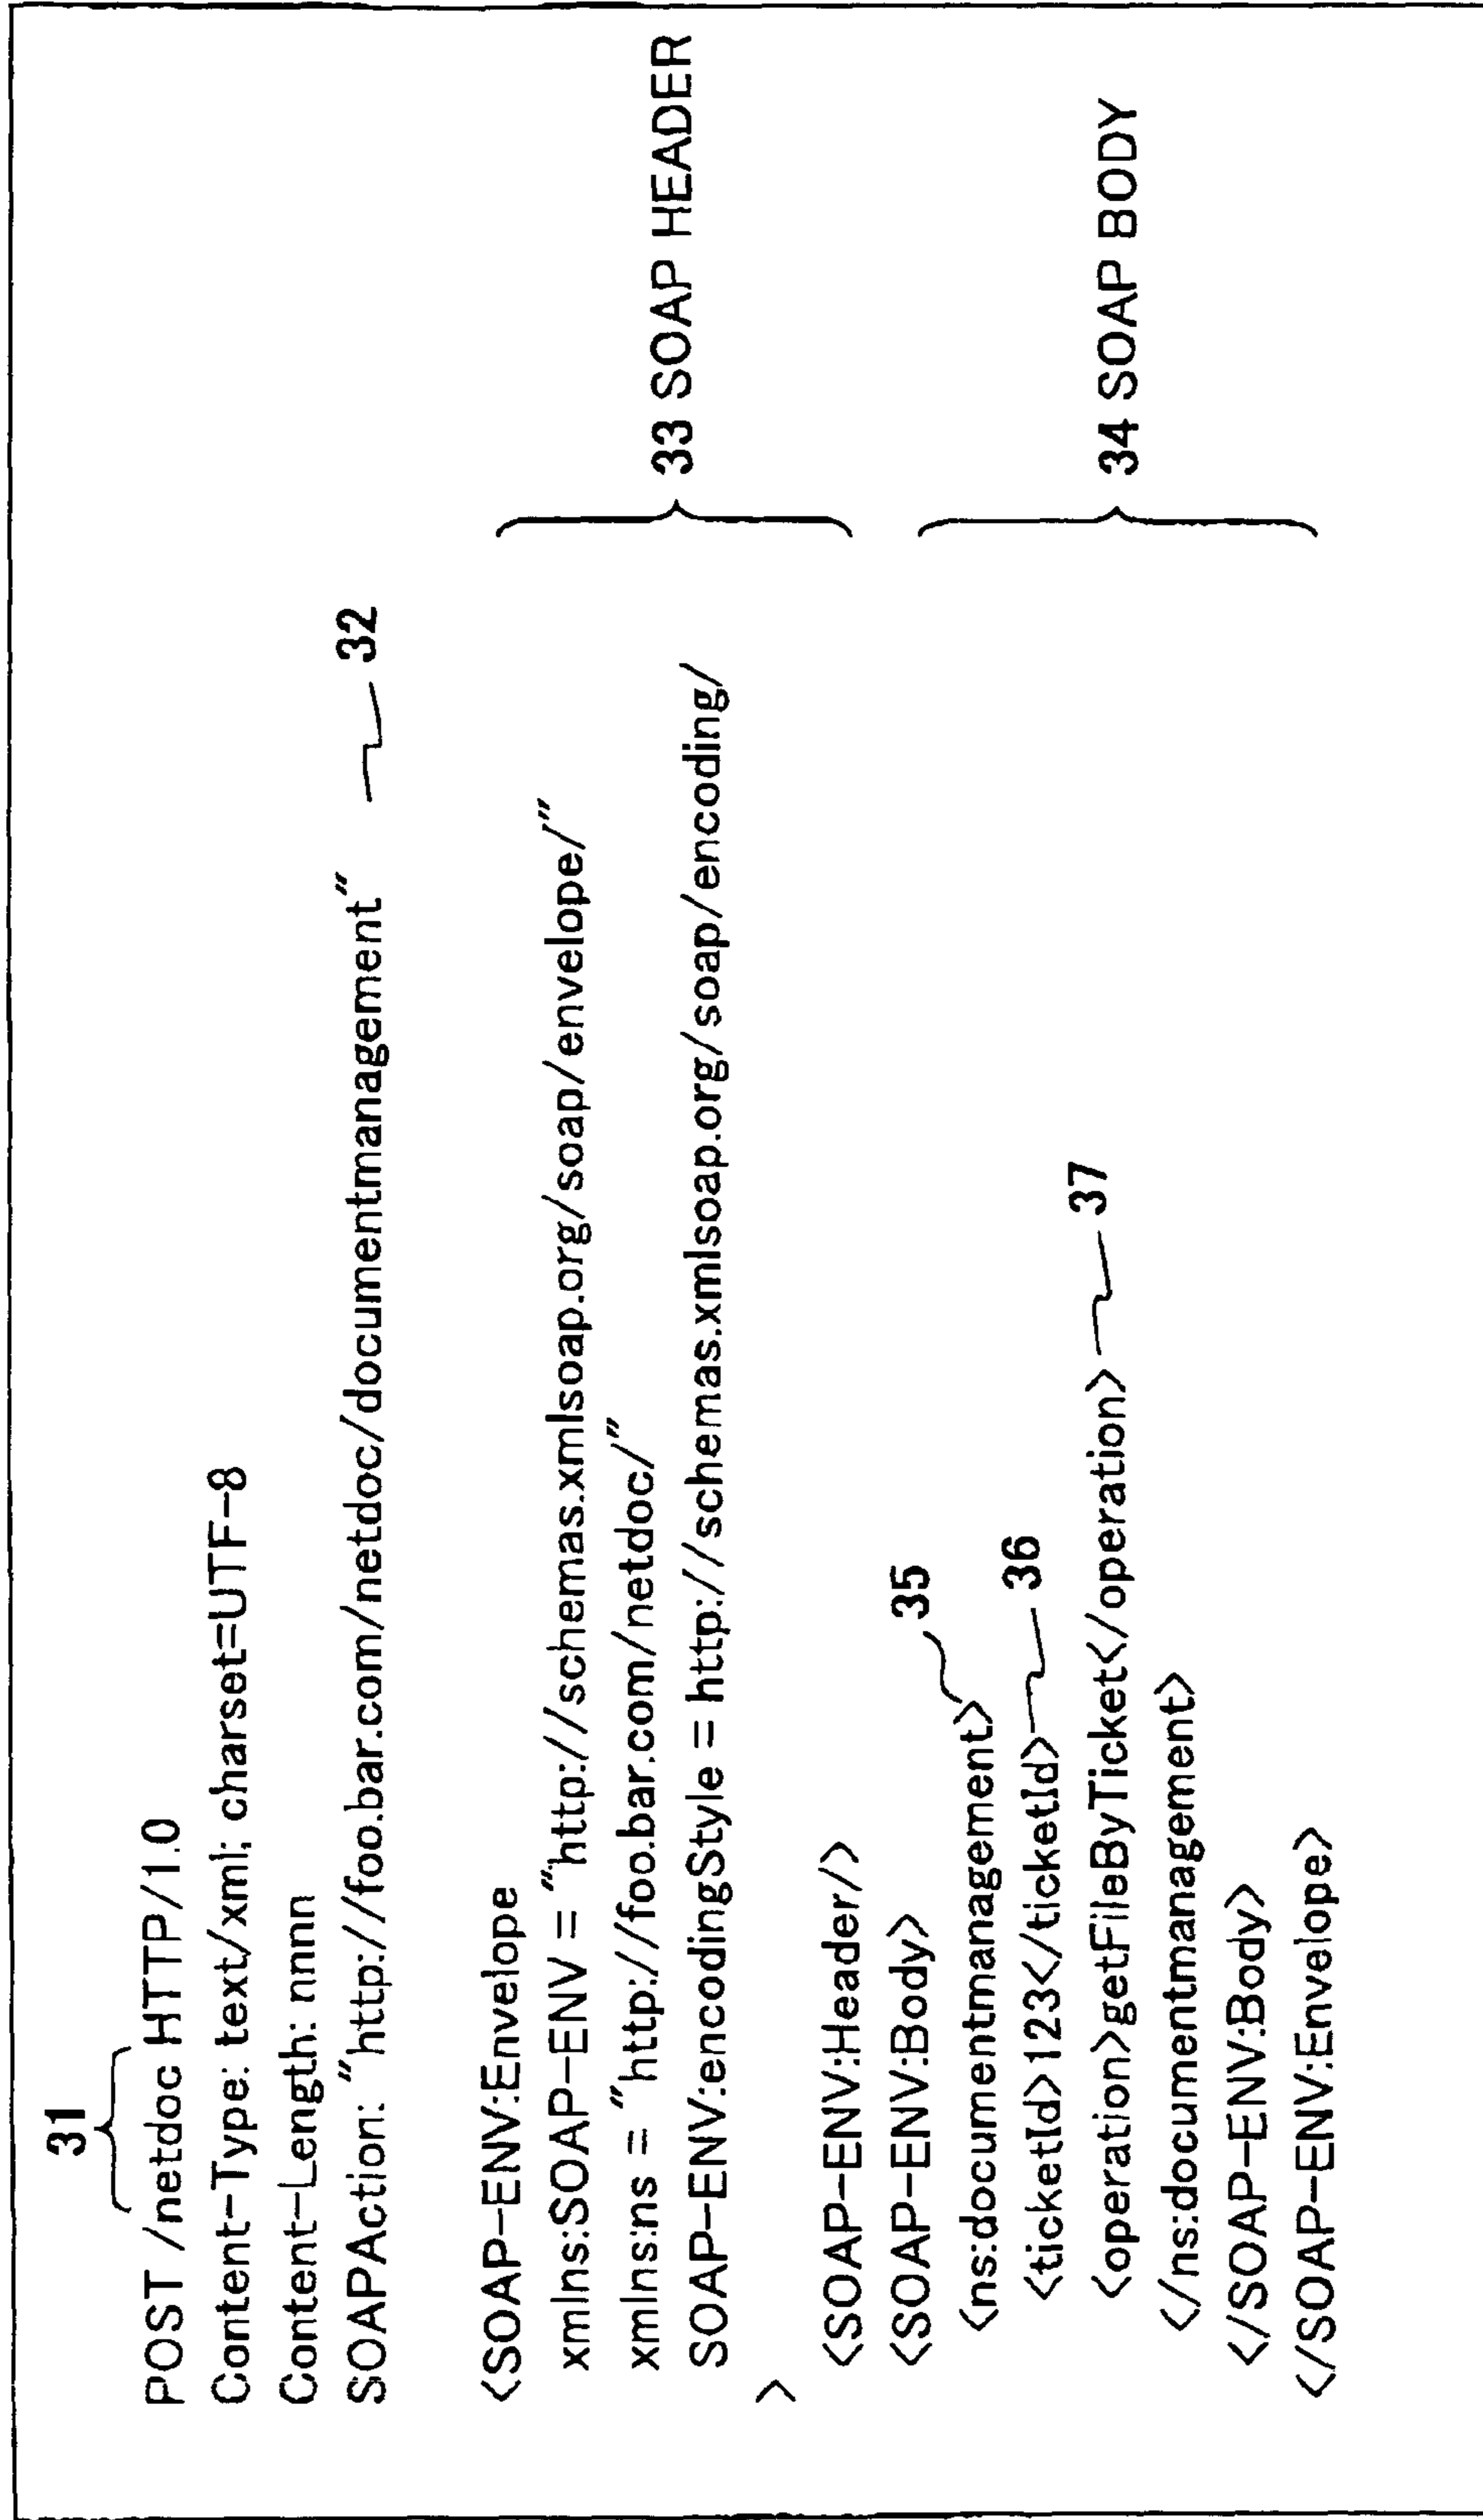 31
POST /netdoc HTTP/1.0
Content-Type: text/xml; charset=UTF-8
Content-Length: nnnn
SOAPAction: "http://foo.bar.com/netdoc/documentmanagement" 32
<SOAP-ENV:Envelope
xmlns:SOAP-ENV = "http://schemas.xmlsoap.org/soap/envelope/"
xmlns:ns = "http://foo.bar.com/netdoc/"
33 SOAP HEADER
SOAP-ENV:encodingStyle = http://schemas.xmlsoap.org/soap/encoding/
>
<SOAP-ENV:Header/>
<SOAP-ENV:Body> 35
<ns:documentmanagement>
<ticketId>123</ticketId> 36
<operation>getFileByTicket</operation> 37
34 SOAP BODY
</ns:documentmanagement>
</SOAP-ENV:Body>
</SOAP-ENV:Envelope>